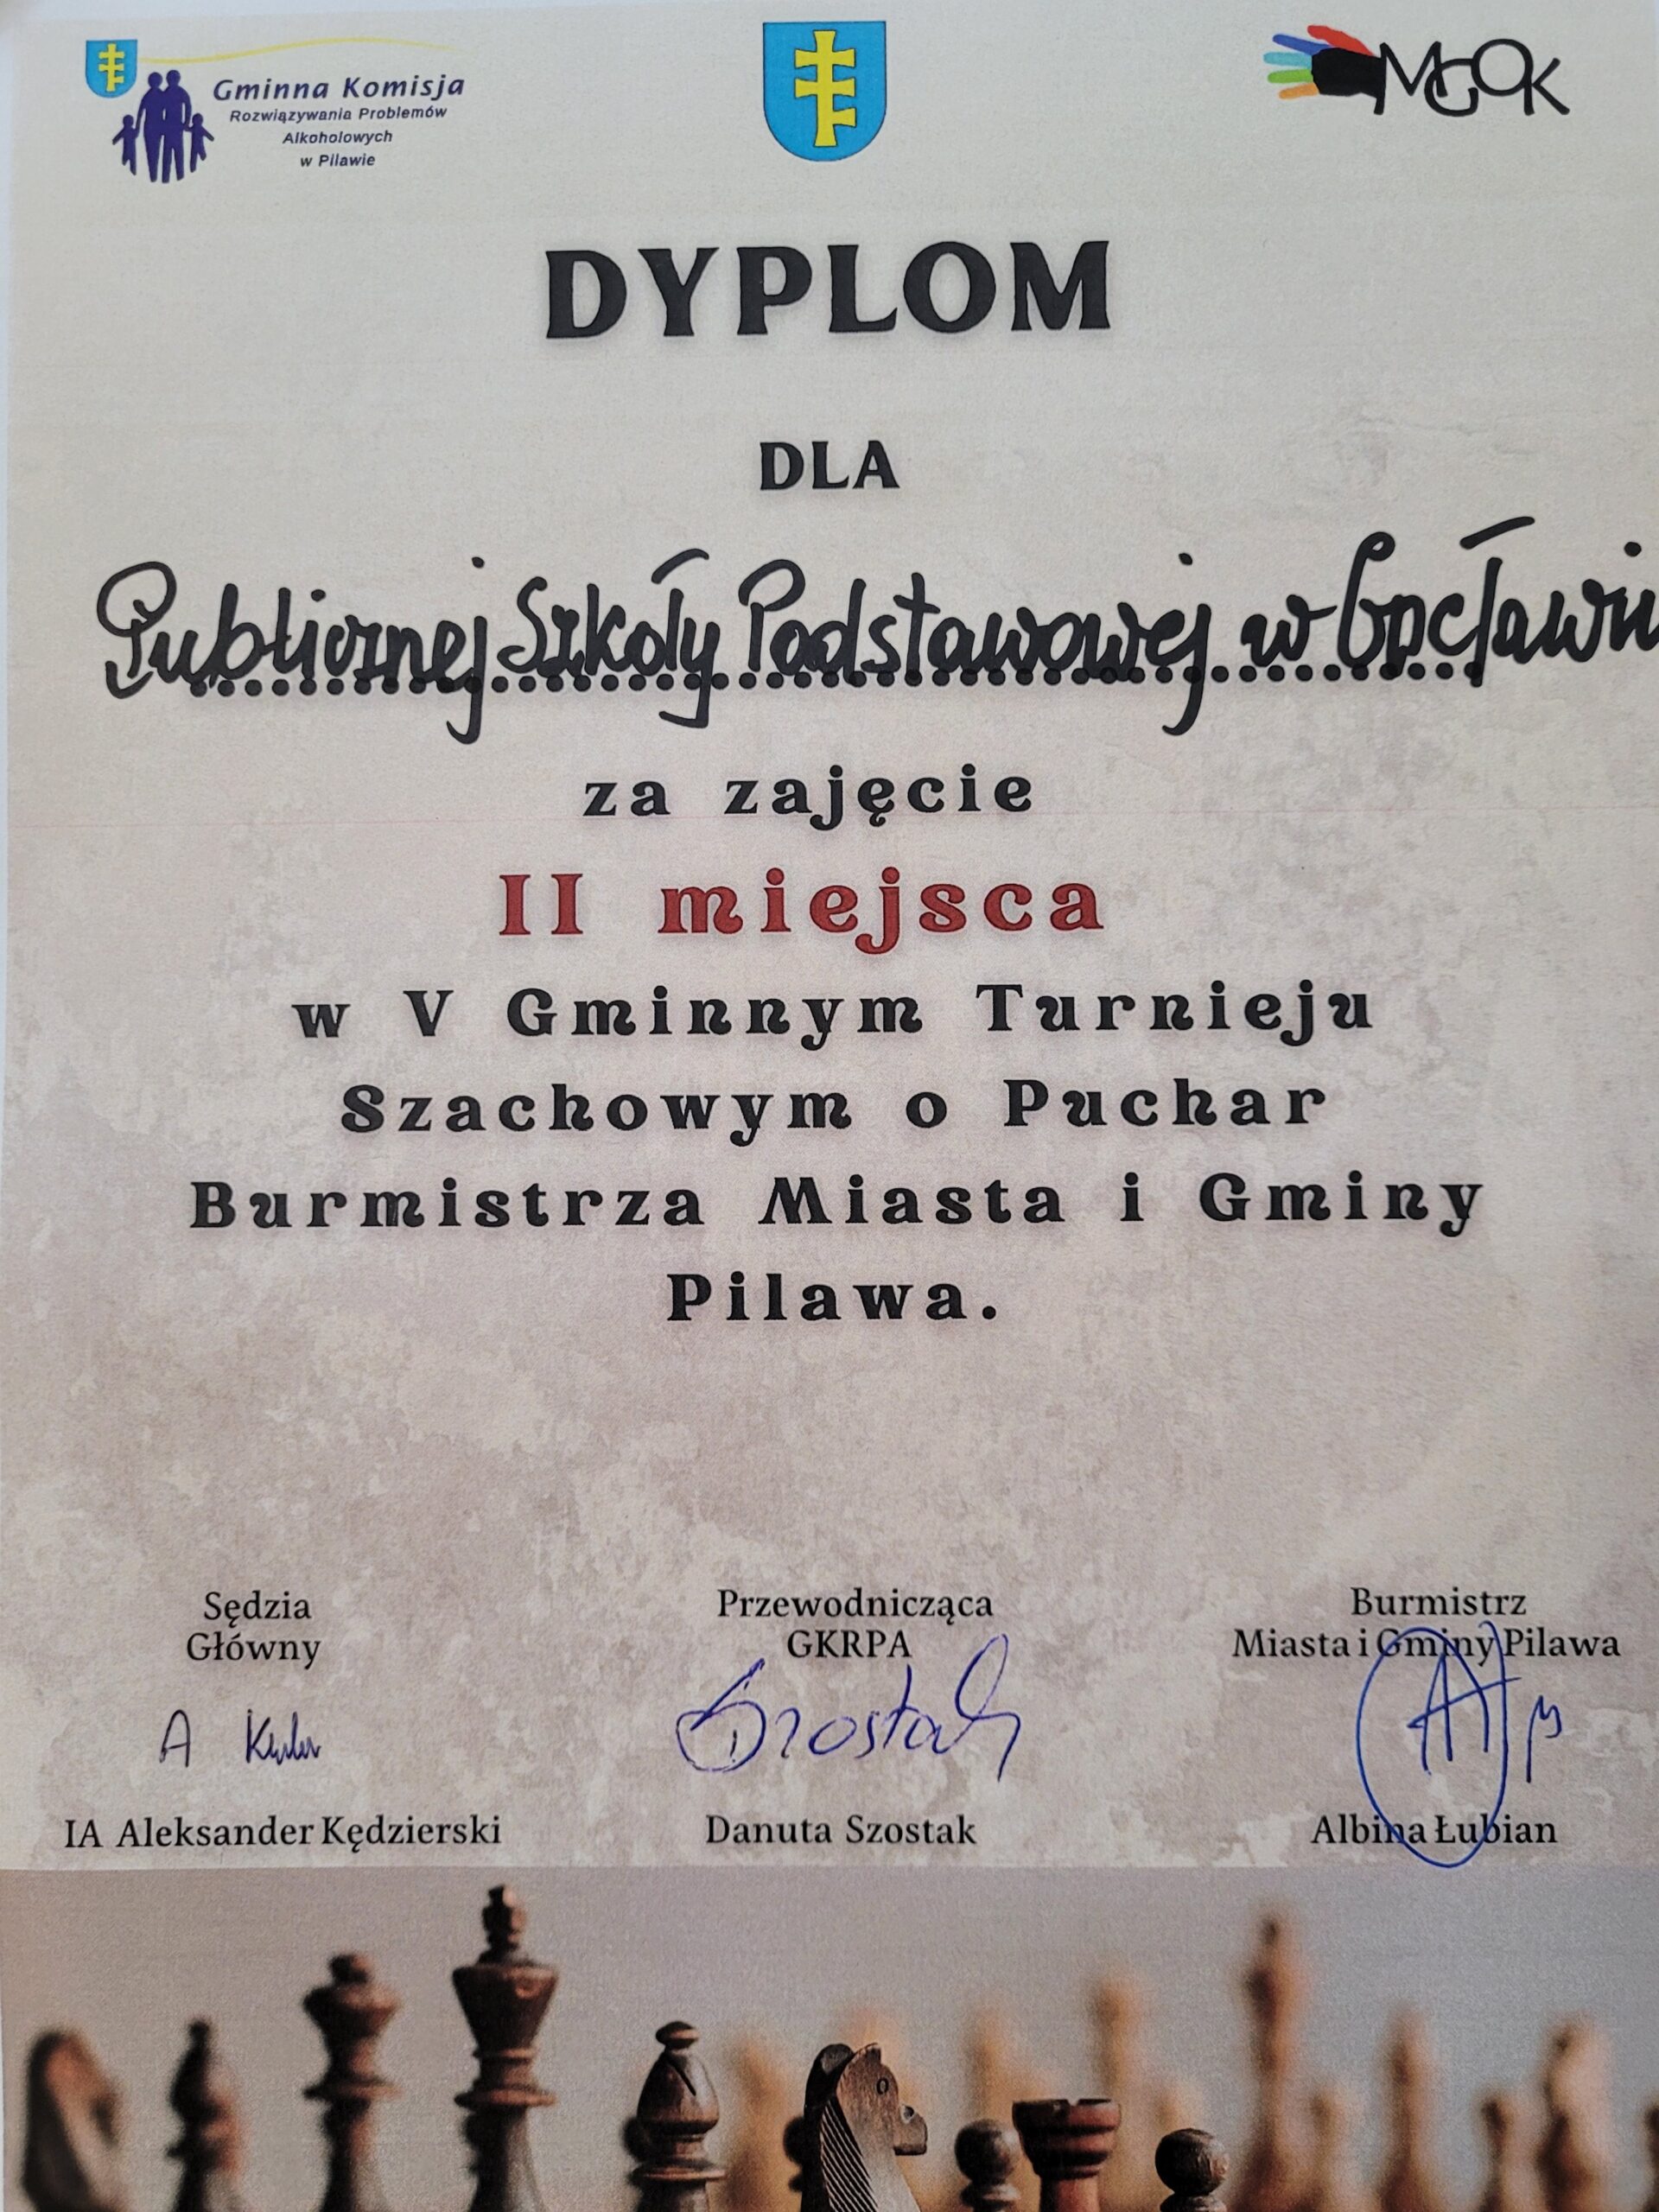 Gminna Komisja
Rozwiązywania Problemów
Alkoholowych
w Pilawie
MGOK
DYPLOM
DLA
Publicznej Szkoły Podstawowej w Gocławiu
za zajęcie
II miejsca
w V Gminnym Turnieju
Szachowym o Puchar
Burmistrza Miasta i Gminy
Pilawa.
Sędzia
Główny
Przewodnicząca
GKRPA
Burmistrz
Miasta i Gminy Pilawa
IA Aleksander Kędzierski
Danuta Szostak
Albina Łubian